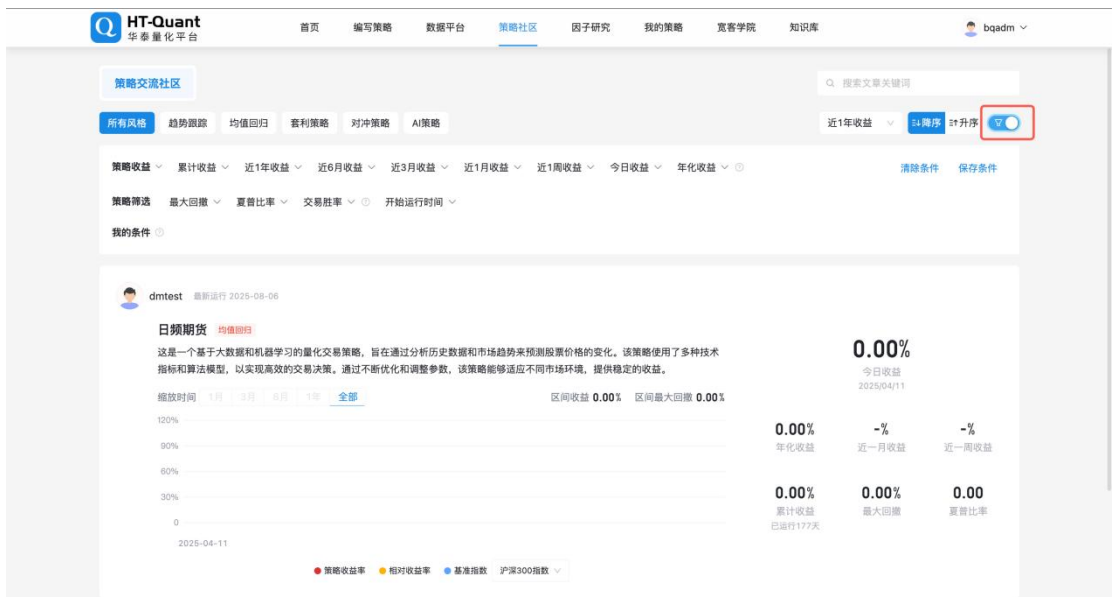 HT-Quant
华泰量化平台
首页 编写策略 数据平台 策略社区 因子研究 我的策略 宽客学院 知识库 bqadm
策略交流社区 搜索文章关键词
所有风格 趋势跟踪 均值回归 套利策略 对冲策略 AI策略 近1年收益 降序 升序
策略收益 累计收益 近1年收益 近6月收益 近3月收益 近1月收益 近1周收益 今日收益 年化收益 清除条件 保存条件
策略筛选 最大回撤 夏普比率 交易胜率 开始运行时间
我的条件
dmtest 最新运行 2025-08-06
日频期货 均值回归
这是一个基于大数据和机器学习的量化交易策略，旨在通过分析历史数据和市场趋势来预测股票价格的变化。该策略使用了多种技术
指标和算法模型，以实现高效的交易决策。通过不断优化和调整参数，该策略能够适应不同市场环境，提供稳定的收益。
0.00%
今日收益
2025/04/11
缩放时间 1月 3月 6月 1年 全部 区间收益 0.00% 区间最大回撤 0.00%
120%
90%
60%
30%
0
2025-04-11
策略收益率 相对收益率 基准指数 沪深300指数
0.00% -% -%
年化收益 近一月收益 近一周收益
0.00% 0.00% 0.00
累计收益 最大回撤 夏普比率
已运行177天